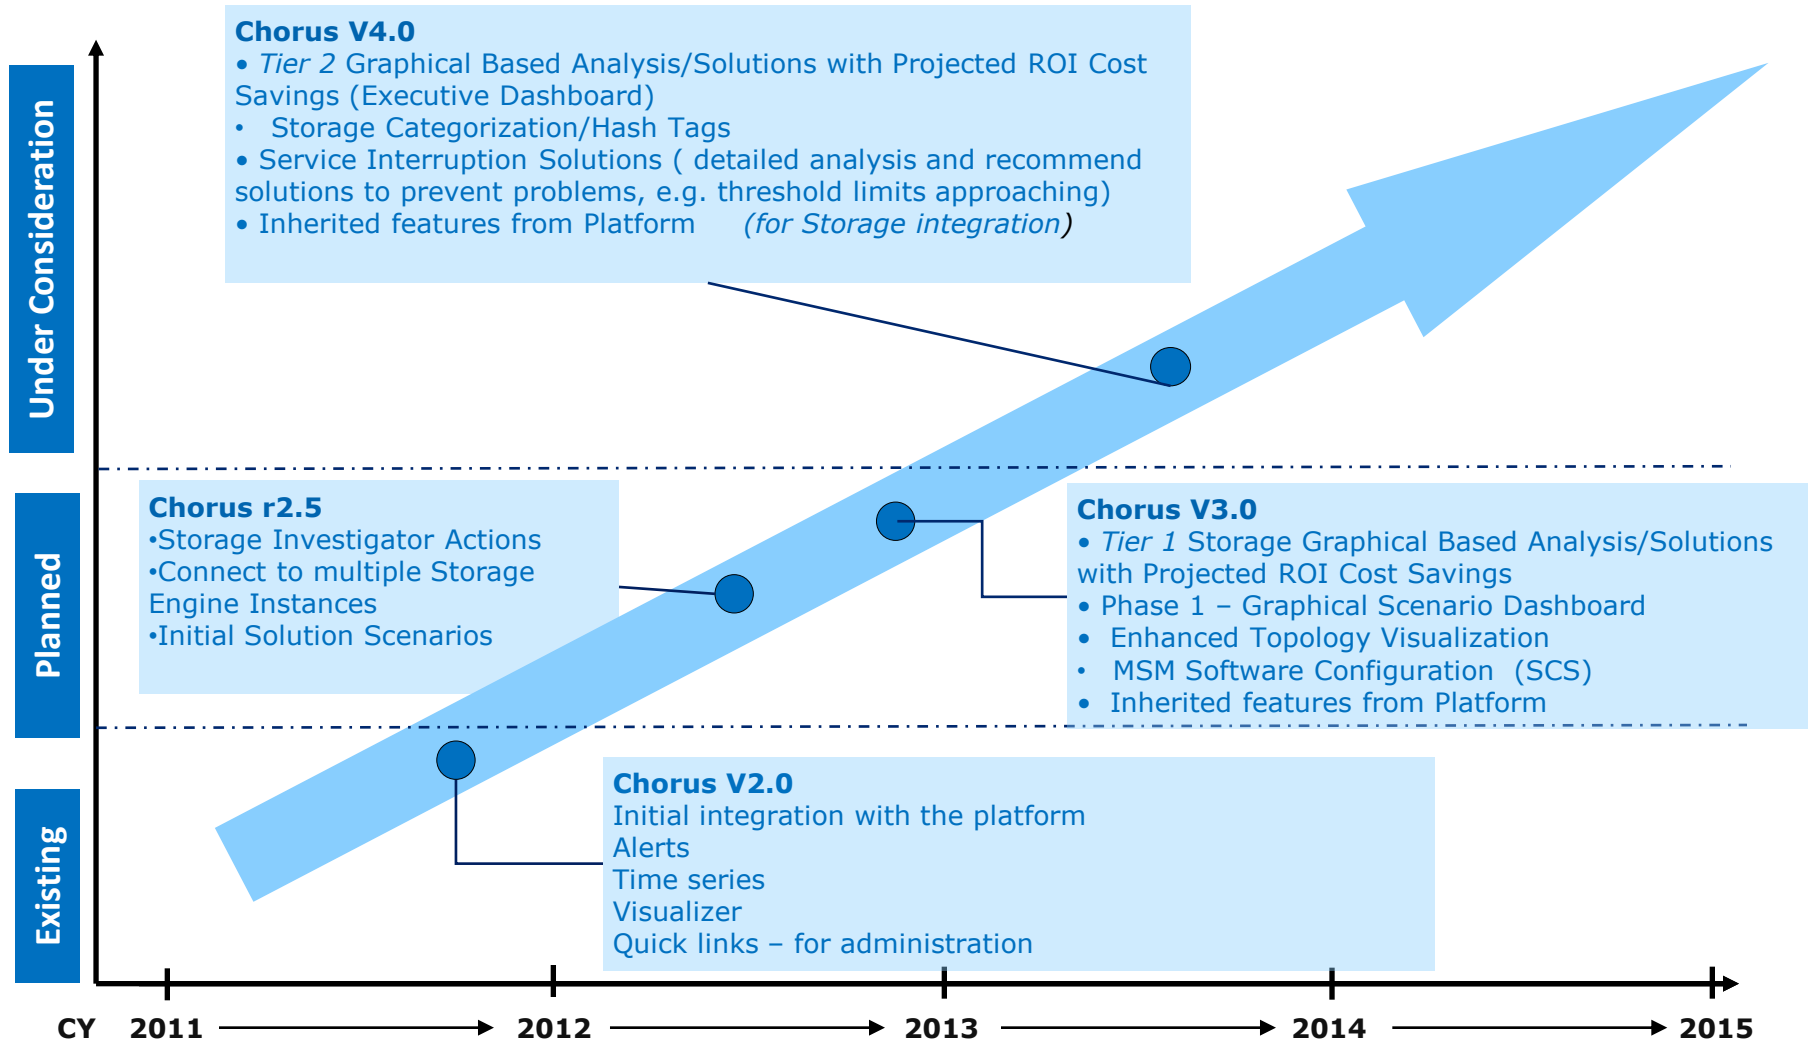 Chorus V4.0
• Tier 2 Graphical Based Analysis/Solutions with Projected ROI Cost
Savings (Executive Dashboard)
• Storage Categorization/Hash Tags
• Service Interruption Solutions ( detailed analysis and recommend
solutions to prevent problems, e.g. threshold limits approaching)
• Inherited features from Platform (for Storage integration)
Under Consideration
Chorus r2.5
•Storage Investigator Actions
•Connect to multiple Storage
Engine Instances
•Initial Solution Scenarios
Chorus V3.0
• Tier 1 Storage Graphical Based Analysis/Solutions
with Projected ROI Cost Savings
• Phase 1 – Graphical Scenario Dashboard
• Enhanced Topology Visualization
• MSM Software Configuration (SCS)
• Inherited features from Platform
Planned
Chorus V2.0
Initial integration with the platform
Alerts
Time series
Visualizer
Quick links – for administration
Existing
CY 2011 2012 2013 2014 2015